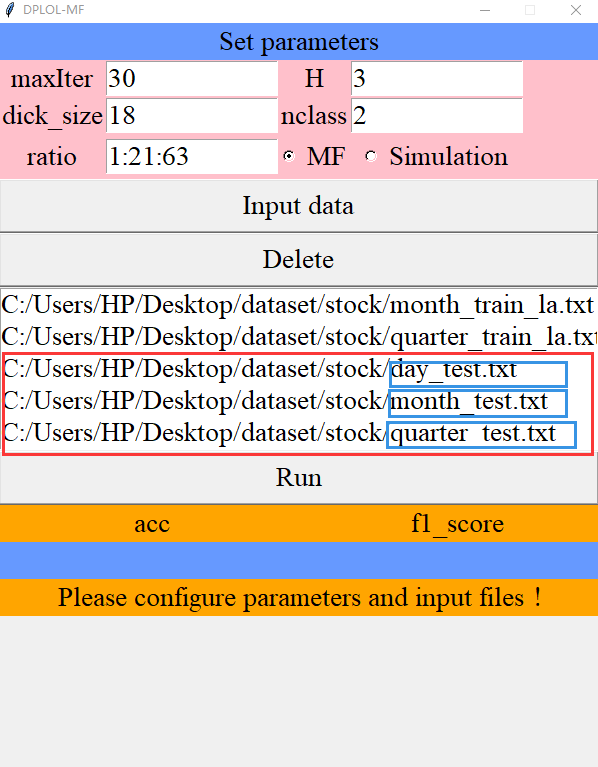 DPLOL-MF
Set parameters
maxIter 30 H 3
dick_size 18 nclass 2
ratio 1:21:63 MF Simulation
Input data
Delete
C:/Users/HP/Desktop/dataset/stock/month_train_la.txt
C:/Users/HP/Desktop/dataset/stock/quarter_train_la.txt
C:/Users/HP/Desktop/dataset/stock/day_test.txt
C:/Users/HP/Desktop/dataset/stock/month_test.txt
C:/Users/HP/Desktop/dataset/stock/quarter_test.txt
Run
acc f1_score
Please configure parameters and input files !